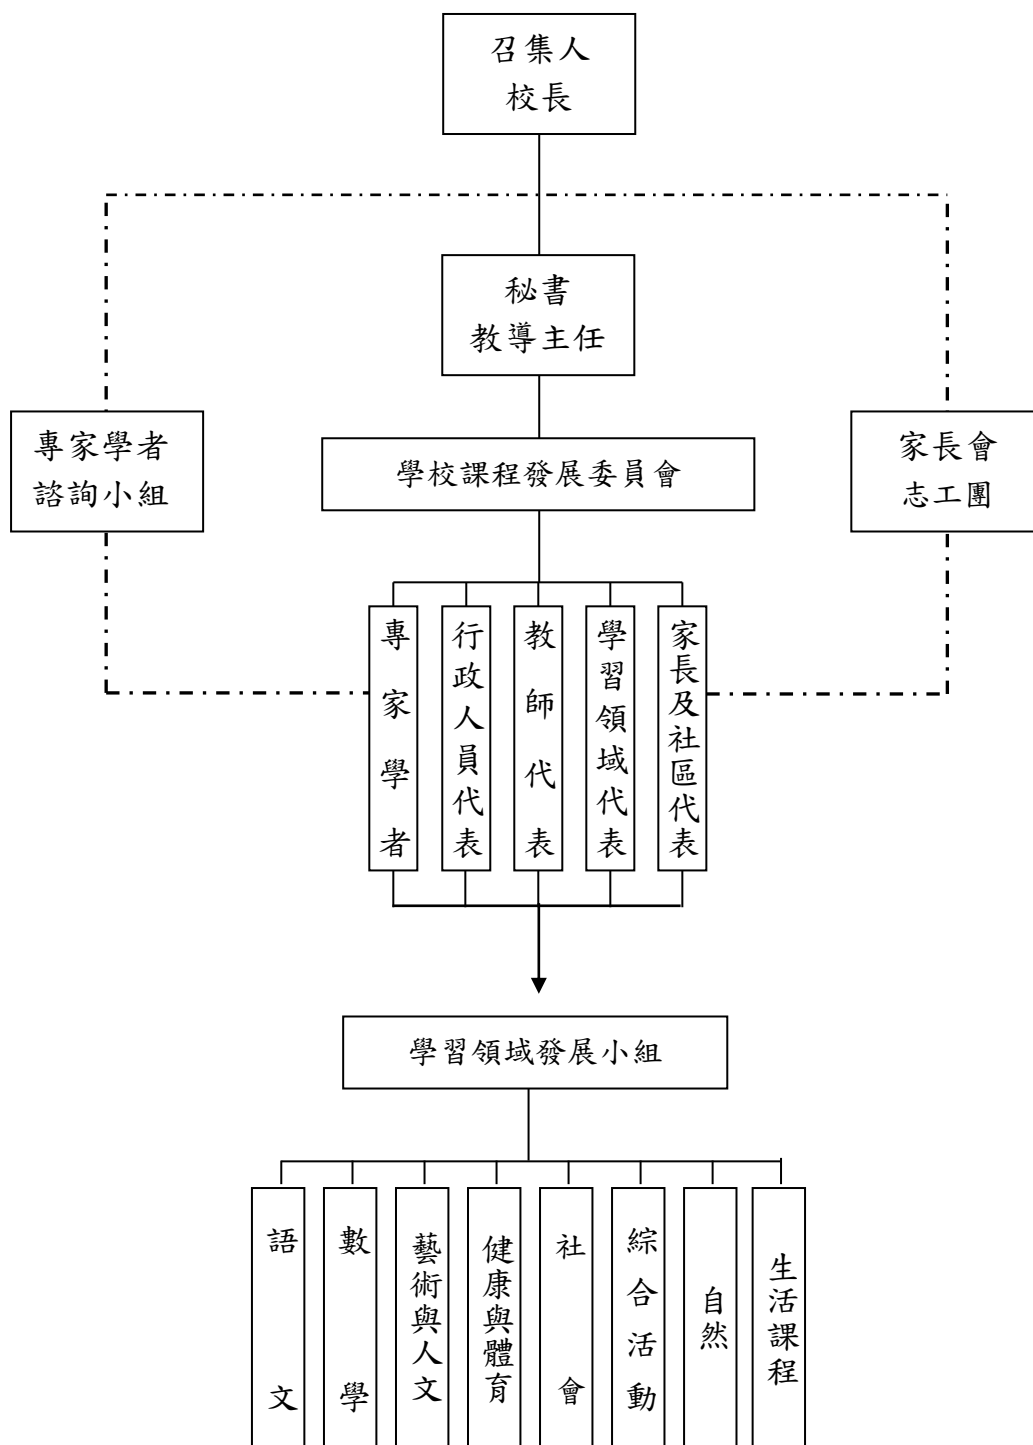 召集人
校長
秘書
教導主任
專家學者
諮詢小組
學校課程發展委員會
家長會
志工團
專家學者
行政人員代表
教師代表
學習領域代表
家長及社區代表
學習領域發展小組
語文
數學
藝術與人文
健康與體育
社會
綜合活動
自然
生活課程